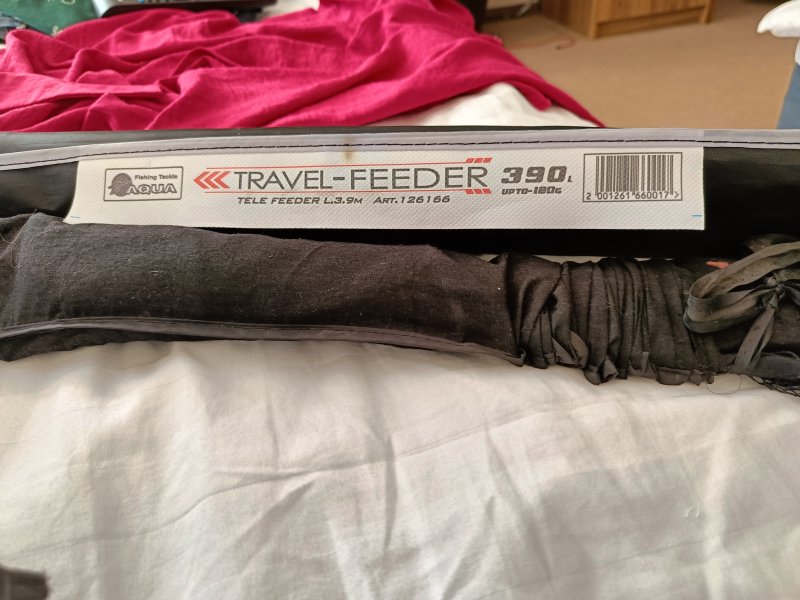 Fishing Tackle
AQUA
TRAVEL-FEEDER
TELE FEEDER L.3.9M ART.126166
390L
UPTO-120G
2 001261 660017 >